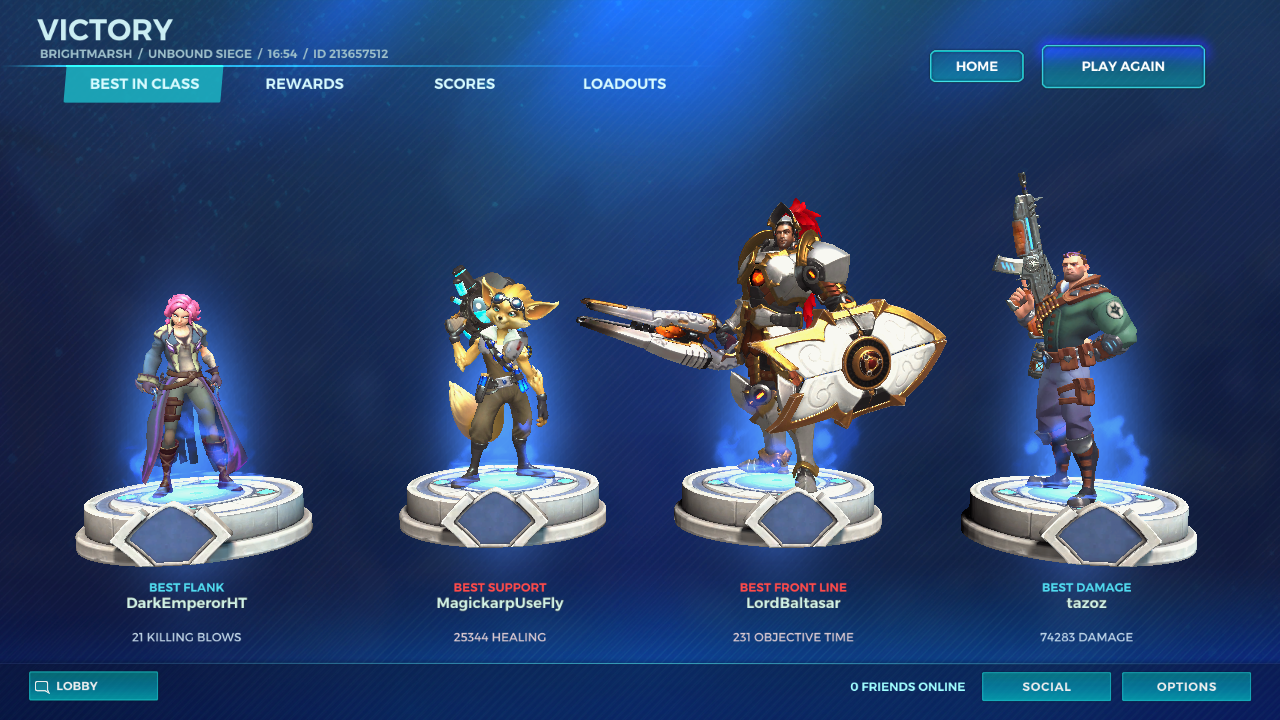 VICTORY
BRIGHTMARSH / UNBOUND SIEGE / 16:54 / ID 213657512
BEST IN CLASS
REWARDS
SCORES
LOADOUTS
HOME
PLAY AGAIN
BEST FLANK
DarkEmperorHT
21 KILLING BLOWS
BEST SUPPORT
MagickarpUseFly
25344 HEALING
BEST FRONT LINE
LordBaltasar
231 OBJECTIVE TIME
BEST DAMAGE
tazoz
74283 DAMAGE
LOBBY
0 FRIENDS ONLINE
SOCIAL
OPTIONS